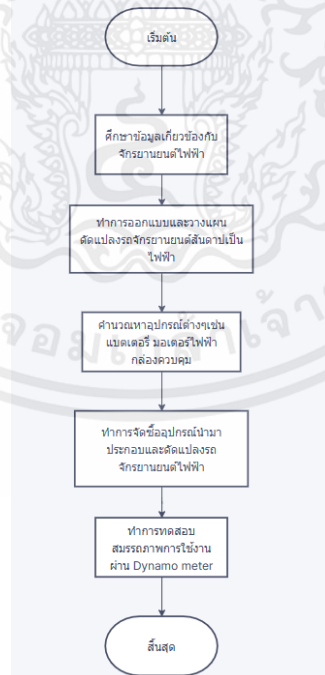 เริ่มต้น
ศึกษาข้อมูลเกี่ยวข้องกับ
จักรยานยนต์ไฟฟ้า
ทำการออกแบบและวางแผน
ดัดแปลงรถจักรยานยนต์สันดาปเป็น
ไฟฟ้า
คำนวณหาอุปกรณ์ต่างๆเช่น
แบตเตอรี่ มอเตอร์ไฟฟ้า
กล่องควบคุม
ทำการจัดซื้ออุปกรณ์นำมา
ประกอบและดัดแปลงรถ
จักรยานยนต์ไฟฟ้า
ทำการทดสอบ
สมรรถภาพการใช้งาน
ผ่าน Dynamo meter
สิ้นสุด